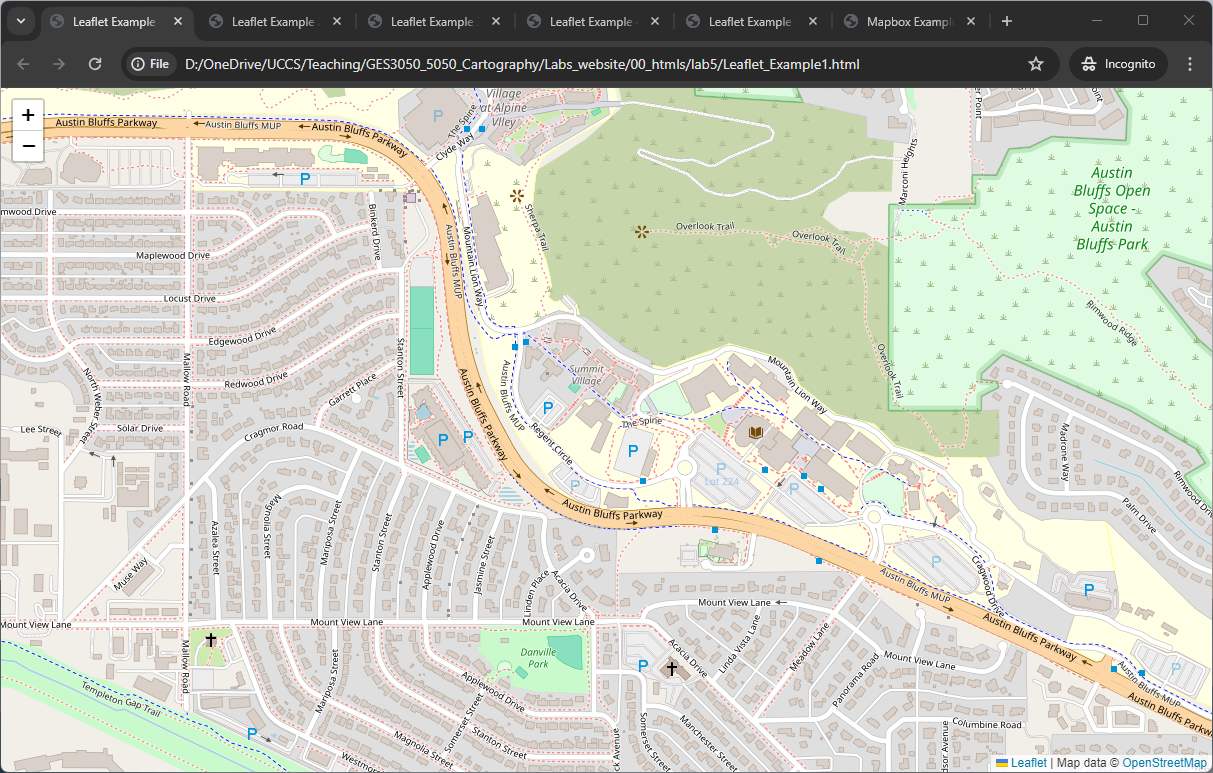 Leaflet Example
Leaflet Example
Leaflet Example
Leaflet Example
Leaflet Example
Mapbox Exampl
File
D:/OneDrive/UCCS/Teaching/GES3050_5050_Cartography/Labs_website/00_htmls/lab5/Leaflet_Example1.html
Incognito
+
−
Austin Bluffs Parkway
Austin Bluffs MUP
Austin Bluffs Parkway
The Spine
Clyde Way
Village
at Alpine
Vlley
P
P
Point
Marconi Heights
Austin
Bluffs Open
Space -
Austin
Bluffs Park
mwood Drive
Binkerd Drive
Maplewood Drive
Locust Drive
Edgewood Drive
Redwood Drive
Garrett Place
Mallow Road
Stanton Street
North Weber Street
Lee Street
Solar Drive
Cragmor Road
Austin Bluffs MUP
Mountain Lion Way
Sherpa Trail
Overlook Trail
Overlook Trail
Overlook Trail
Rimwood Ridge
Summit
Village
Austin Bluffs MUP
Regent Circle
The Spine
Mountain Lion Way
P
P
P
P
P
P
Lot 224
P
P
P
Austin Bluffs Parkway
Austin Bluffs Parkway
Madrone Way
Palm Drive
Rimwood Drive
Muse Way
Azalea Street
Magnolia Street
Mariposa Street
Stanton Street
Applewood Drive
Jasmine Street
Linden Place
Acacia Drive
Cragwood Drive
Austin Bluffs MUP
Austin Bluffs Parkway
Mount View Lane
Mount View Lane
Mount View Lane
Mount View Lane
Mount View Lane
Mallow Road
Templeton Gap Trail
Mariposa Street
Danville
Park
Applewood Drive
Magnolia Street
Somerset Street
Stanton Street
Acacia Drive
Linda Vista Lane
Meadow Lane
Panorama Road
Manchester Street
Columbine Road
P
P
P
Austin Bluffs MUP
Austin Bluffs Parkw
Leaflet | Map data © OpenStreetMap